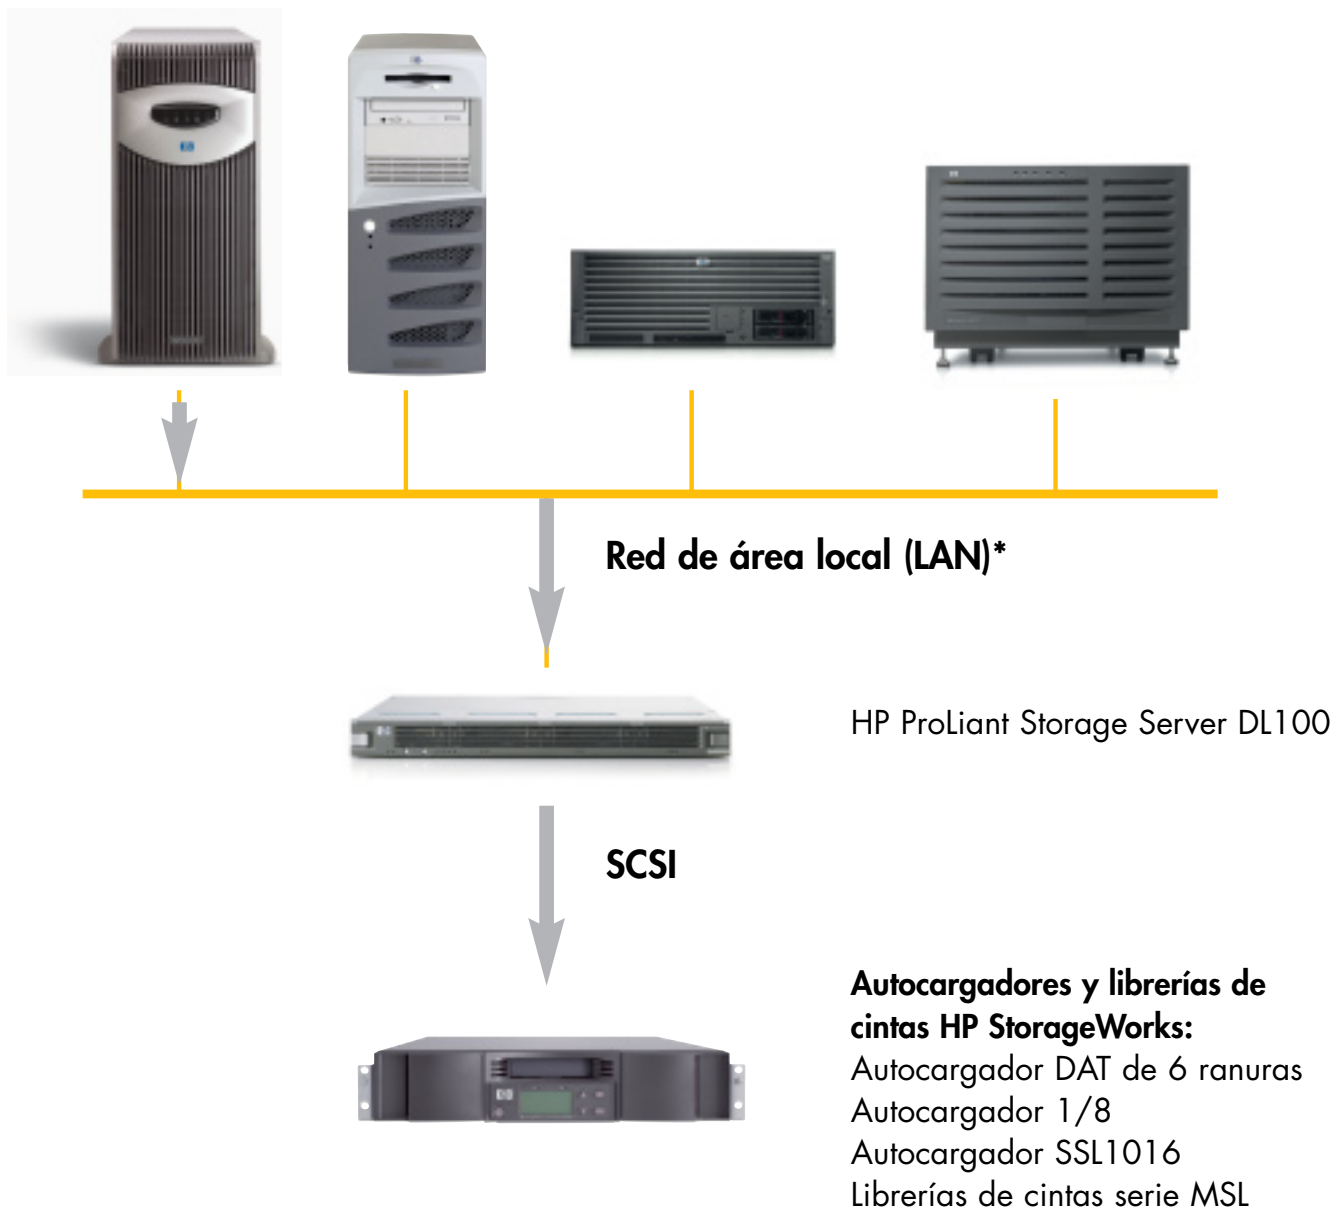 Red de área local (LAN)*
HP ProLiant Storage Server DL100
SCSI
Autocargadores y librerías de
cintas HP StorageWorks:
Autocargador DAT de 6 ranuras
Autocargador 1/8
Autocargador SSL1016
Librerías de cintas serie MSL